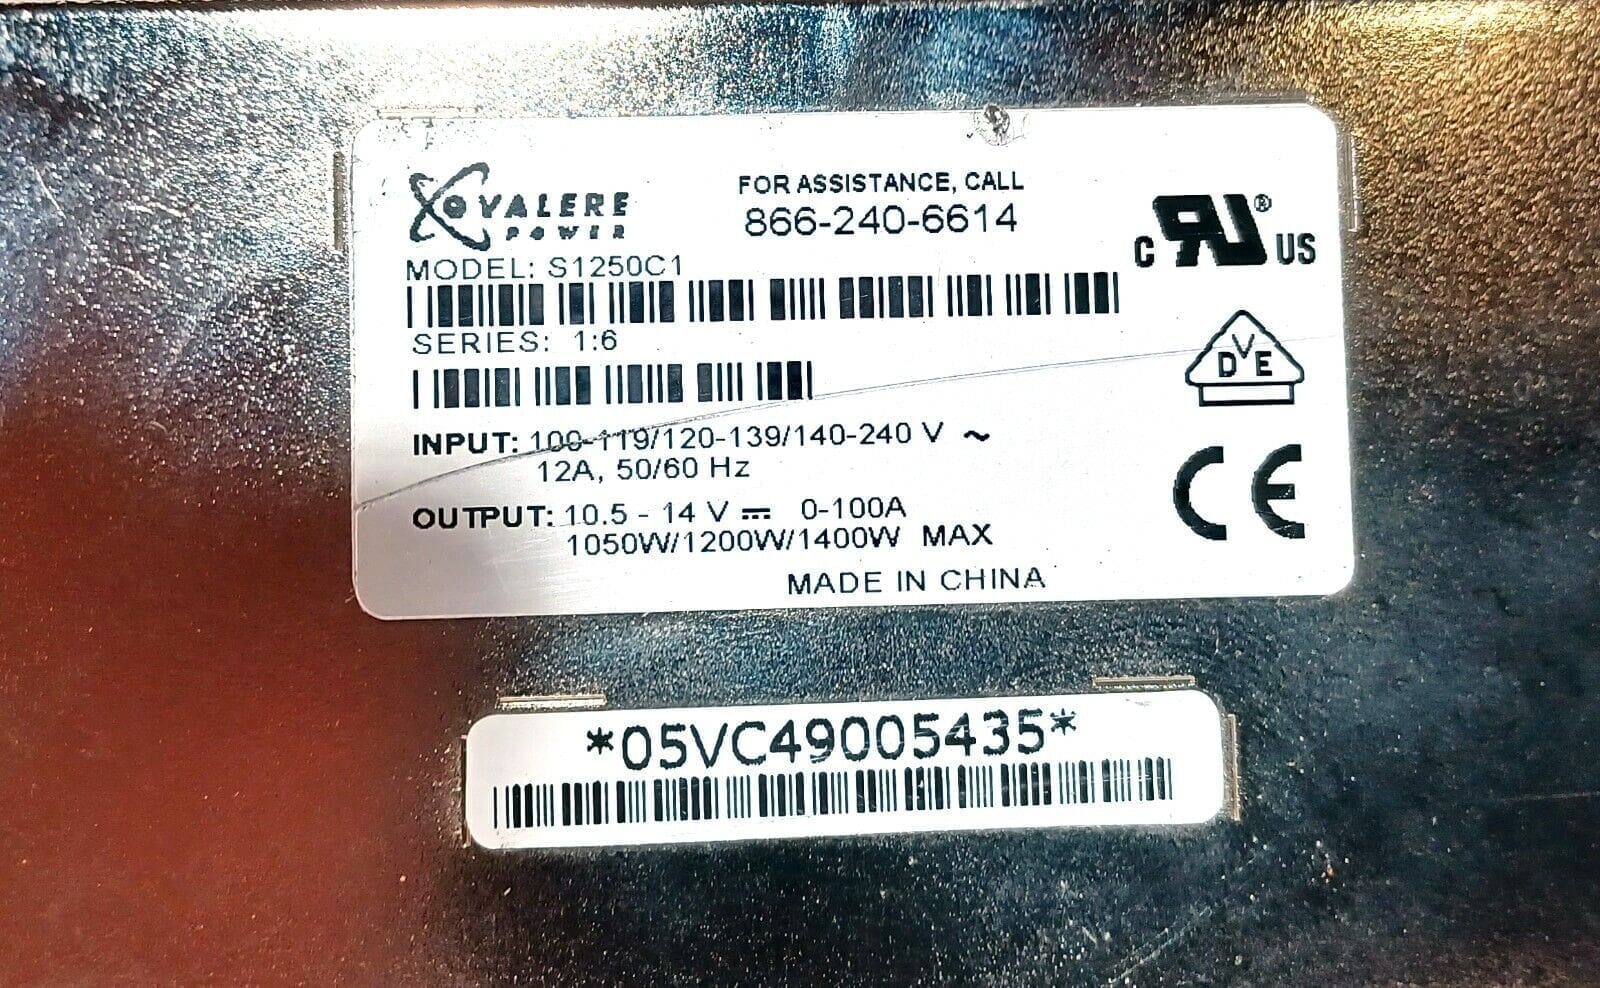 VALERE
POWER
FOR ASSISTANCE, CALL
866-240-6614
MODEL: S1250C1
SERIES: 1:6
INPUT: 100-119/120-139/140-240 V ~
12A, 50/60 Hz
OUTPUT: 10.5 - 14 V ⎓ 0-100A
1050W/1200W/1400W MAX
MADE IN CHINA
C RU® US
VDE
CE
*05VC49005435*